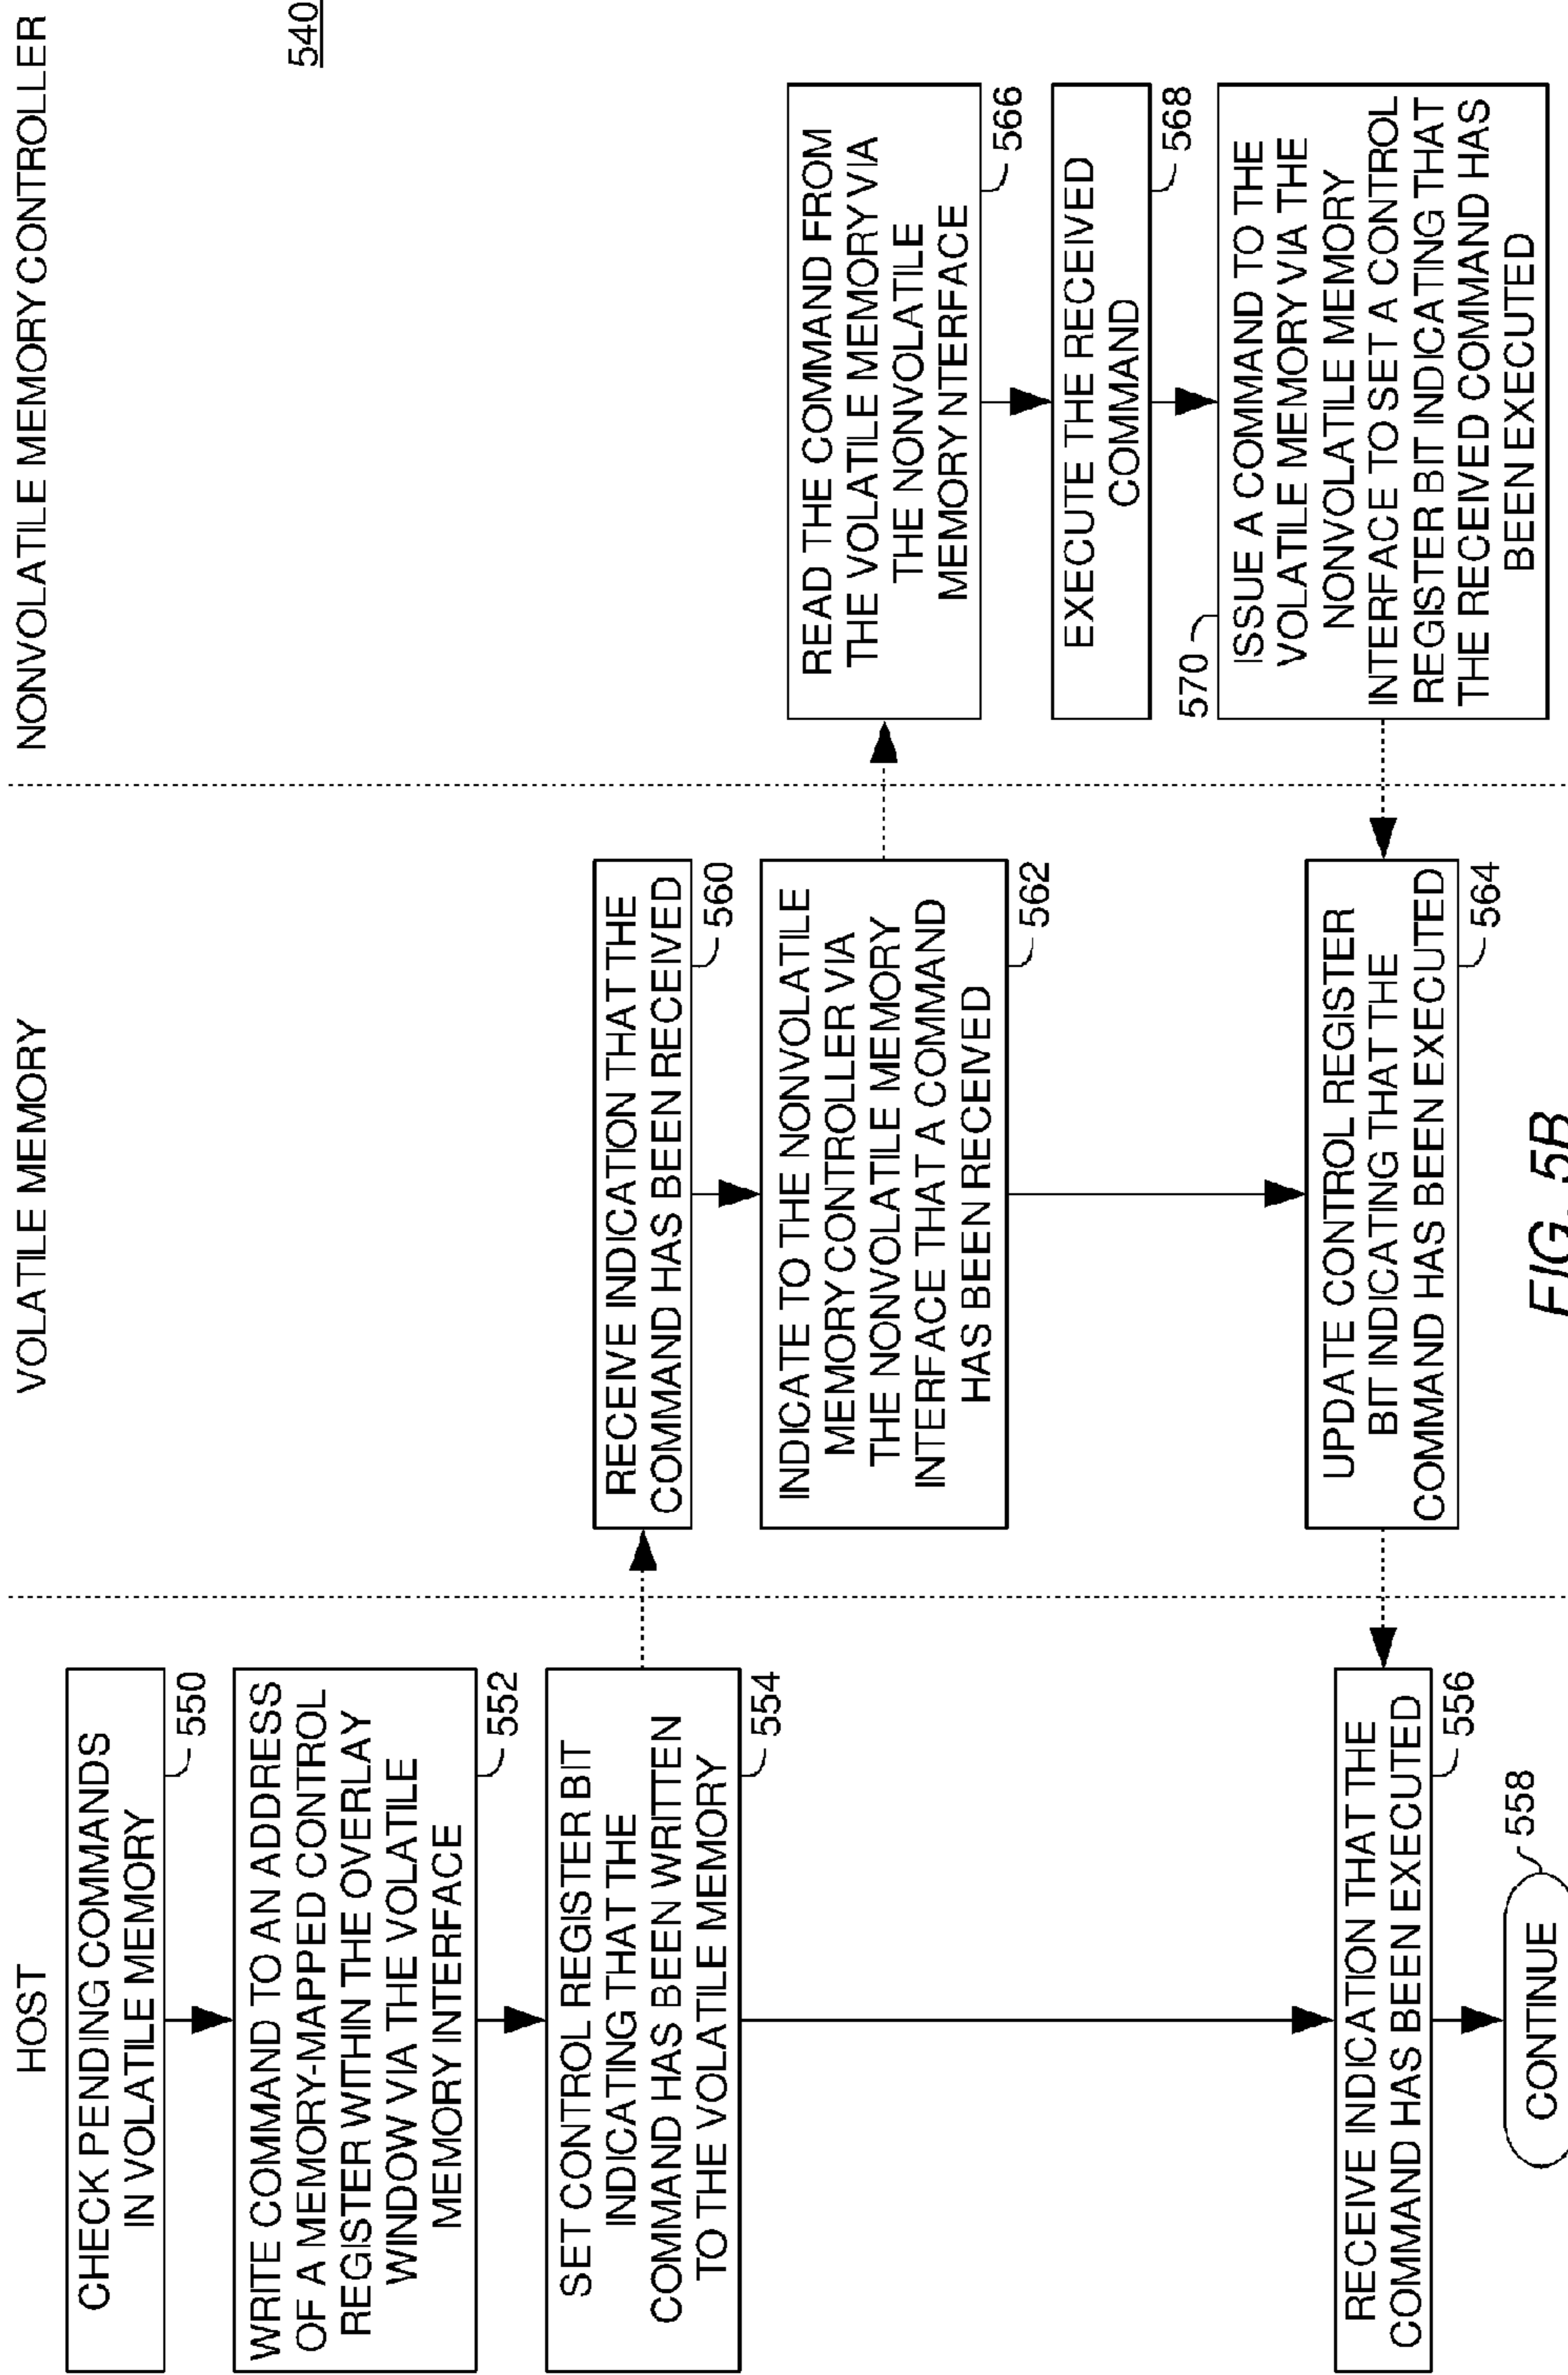 HOST
CHECK PENDING COMMANDS
IN VOLATILE MEMORY
550
WRITE COMMAND TO AN ADDRESS
OF A MEMORY-MAPPED CONTROL
REGISTER WITHIN THE OVERLAY
WINDOW VIA THE VOLATILE
MEMORY INTERFACE
552
SET CONTROL REGISTER BIT
INDICATING THAT THE
COMMAND HAS BEEN WRITTEN
TO THE VOLATILE MEMORY
554
RECEIVE INDICATION THAT THE
COMMAND HAS BEEN EXECUTED
556
CONTINUE
558
VOLATILE MEMORY
RECEIVE INDICATION THAT THE
COMMAND HAS BEEN RECEIVED
560
INDICATE TO THE NONVOLATILE
MEMORY CONTROLLER VIA
THE NONVOLATILE MEMORY
INTERFACE THAT A COMMAND
HAS BEEN RECEIVED
562
UPDATE CONTROL REGISTER
BIT INDICATING THAT THE
COMMAND HAS BEEN EXECUTED
564
NONVOLATILE MEMORY CONTROLLER
540
READ THE COMMAND FROM
THE VOLATILE MEMORY VIA
THE NONVOLATILE
MEMORY NTERFACE
566
EXECUTE THE RECEIVED
COMMAND
568
570
ISSUE A COMMAND TO THE
VOLATILE MEMORY VIA THE
NONVOLATILE MEMORY
INTERFACE TO SET A CONTROL
REGISTER BIT INDICATING THAT
THE RECEIVED COMMAND HAS
BEEN EXECUTED
FIG. 5B